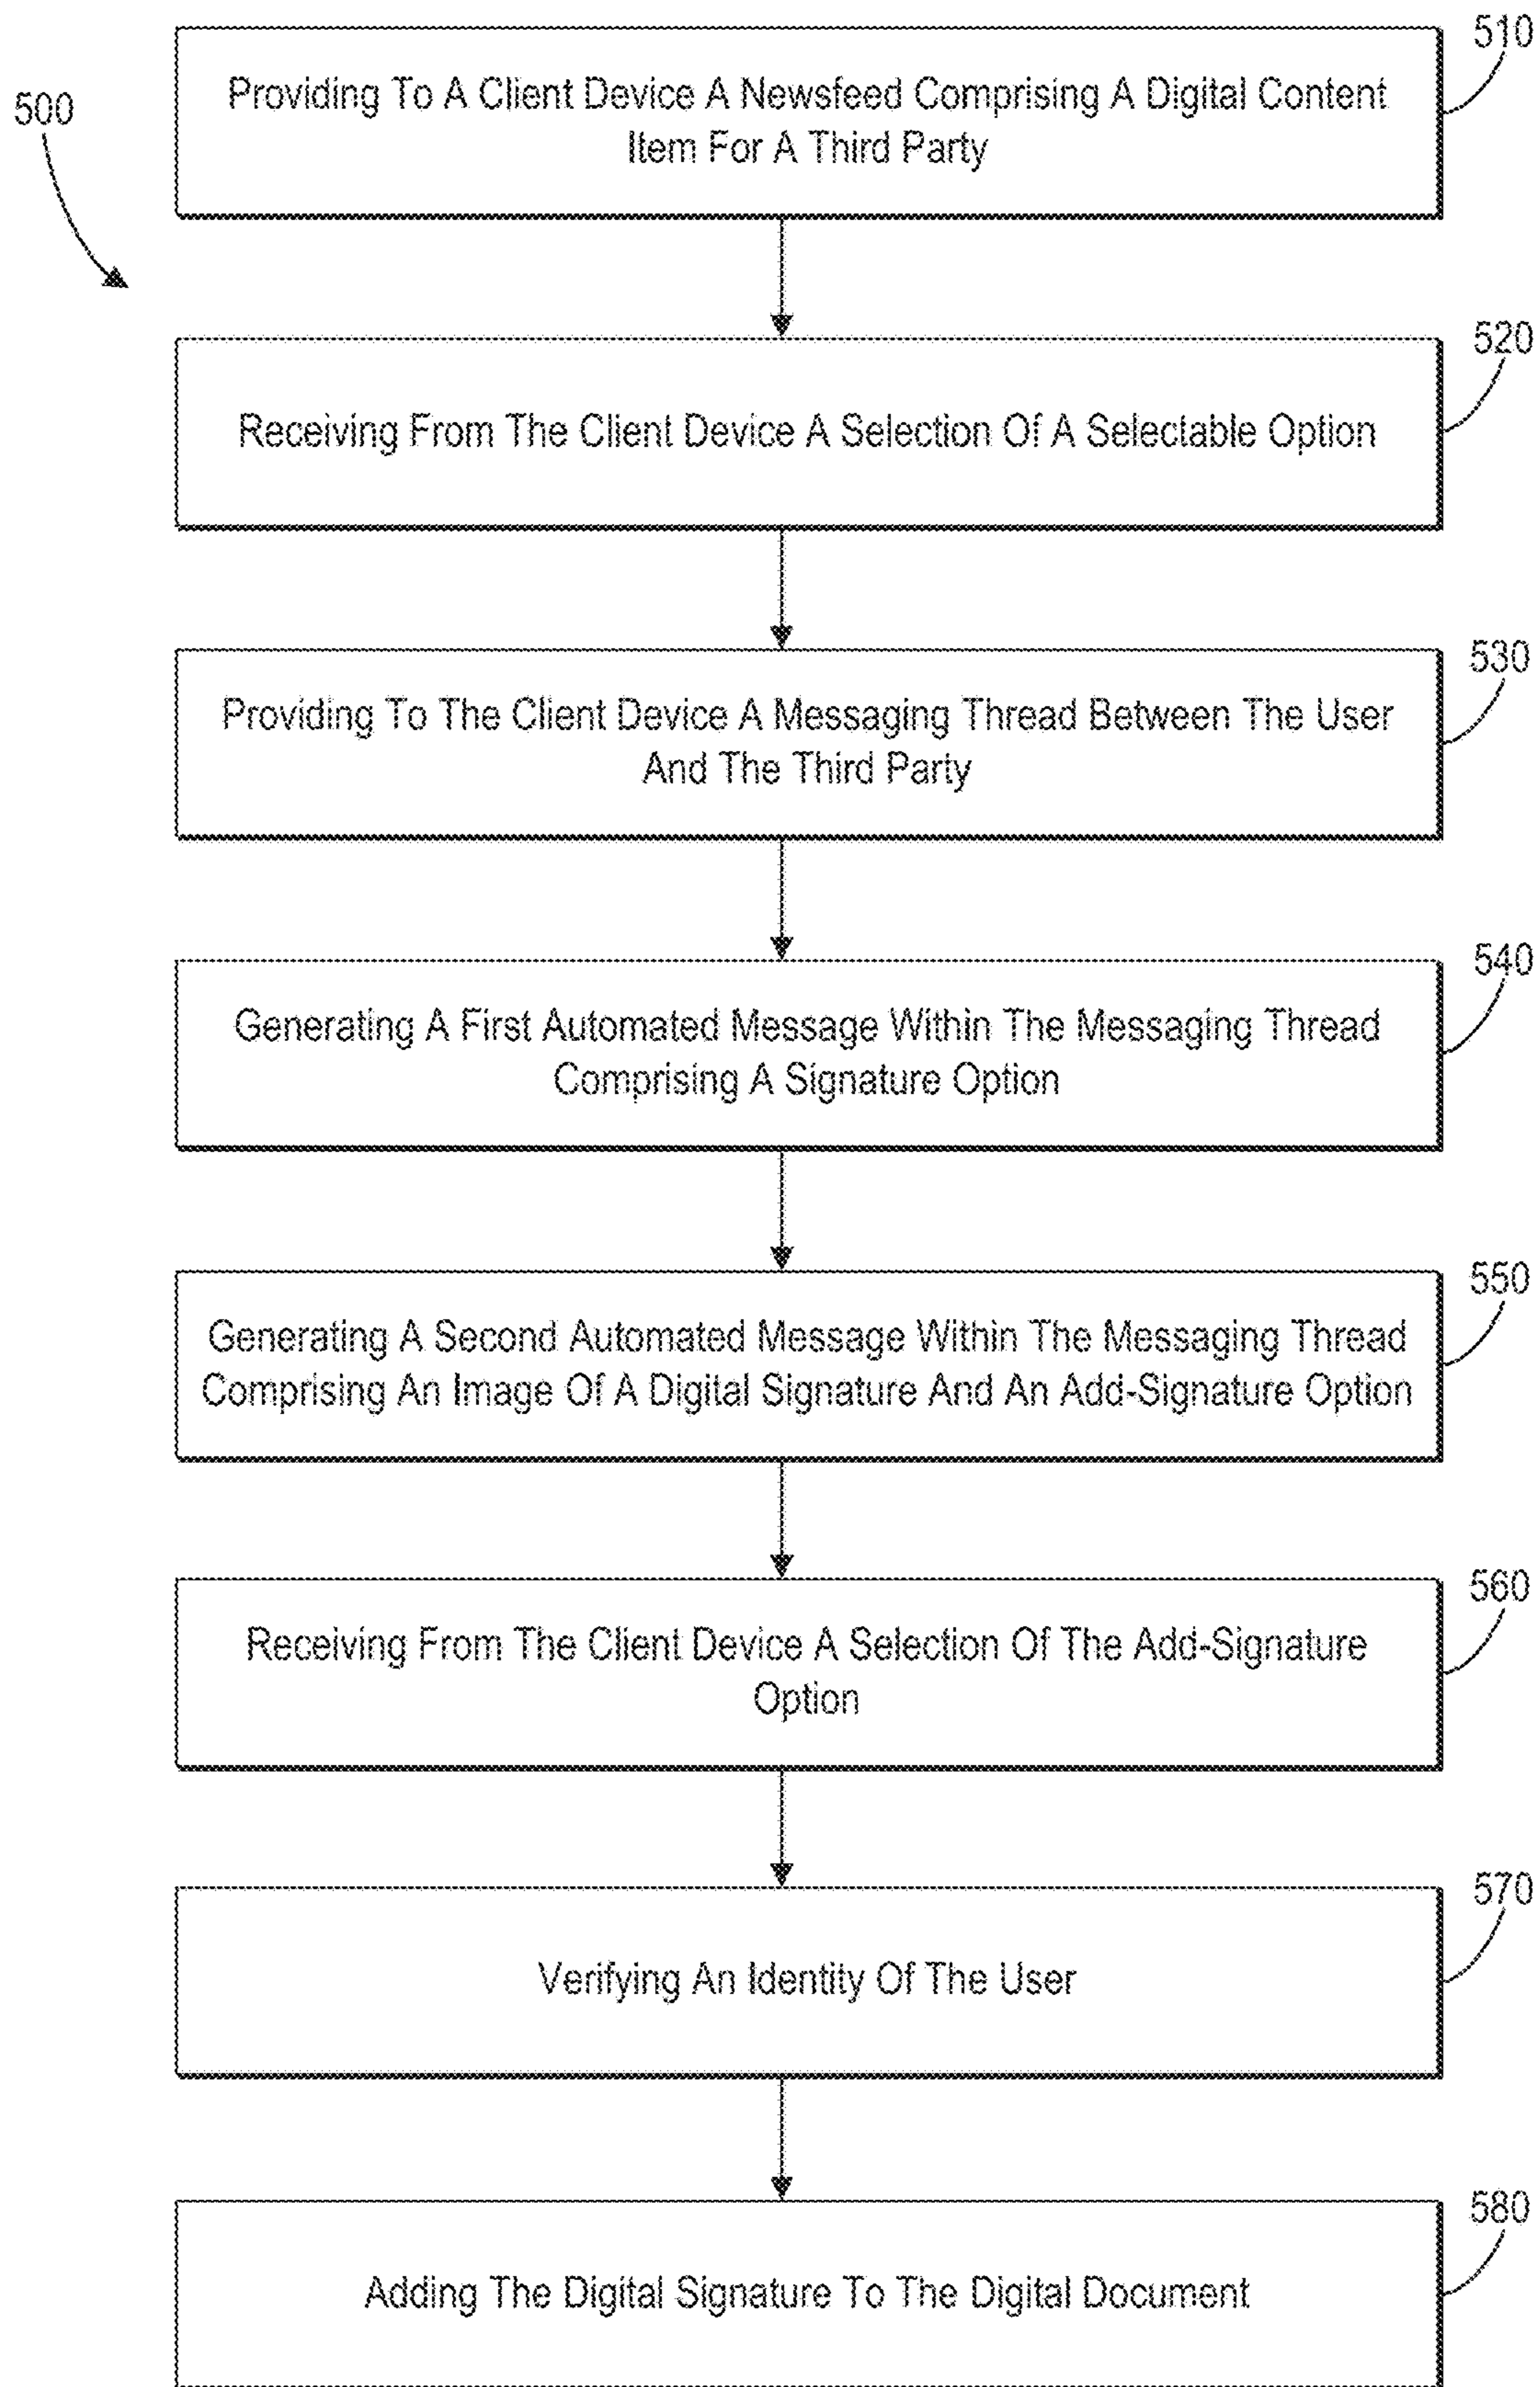 510
500
Providing To A Client Device A Newsfeed Comprising A Digital Content
Item For A Third Party
520
Receiving From The Client Device A Selection Of A Selectable Option
530
Providing To The Client Device A Messaging Thread Between The User
And The Third Party
540
Generating A First Automated Message Within The Messaging Thread
Comprising A Signature Option
550
Generating A Second Automated Message Within The Messaging Thread
Comprising An Image Of A Digital Signature And An Add-Signature Option
560
Receiving From The Client Device A Selection Of The Add-Signature
Option
570
Verifying An Identity Of The User
580
Adding The Digital Signature To The Digital Document